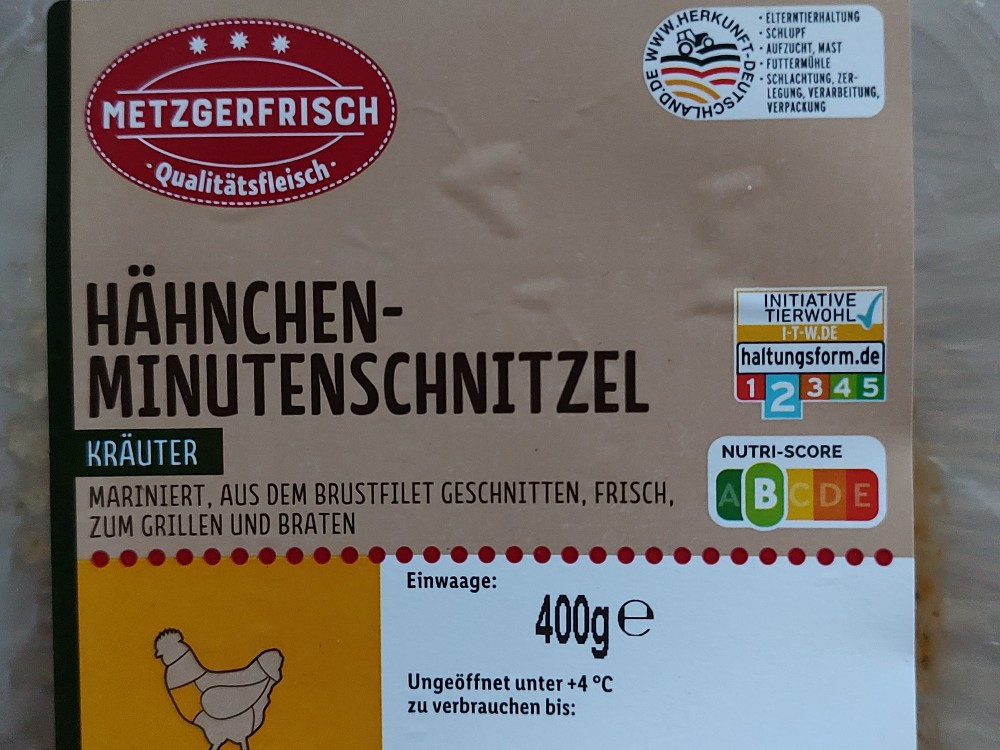 METZGERFRISCH
· Qualitätsfleisch ·
WWW.HERKUNFT-DEUTSCHLAND.DE
· ELTERNTIERHALTUNG
· SCHLUPF
· AUFZUCHT, MAST
· FUTTERMÜHLE
· SCHLACHTUNG, ZER-
LEGUNG, VERARBEITUNG,
VERPACKUNG
HÄHNCHEN-
MINUTENSCHNITZEL
KRÄUTER
MARINIERT, AUS DEM BRUSTFILET GESCHNITTEN, FRISCH,
ZUM GRILLEN UND BRATEN
INITIATIVE
TIERWOHL
I-T-W.DE
haltungsform.de
1 2 3 4 5
NUTRI-SCORE
A B C D E
Einwaage:
400g ℮
Ungeöffnet unter +4 °C
zu verbrauchen bis: